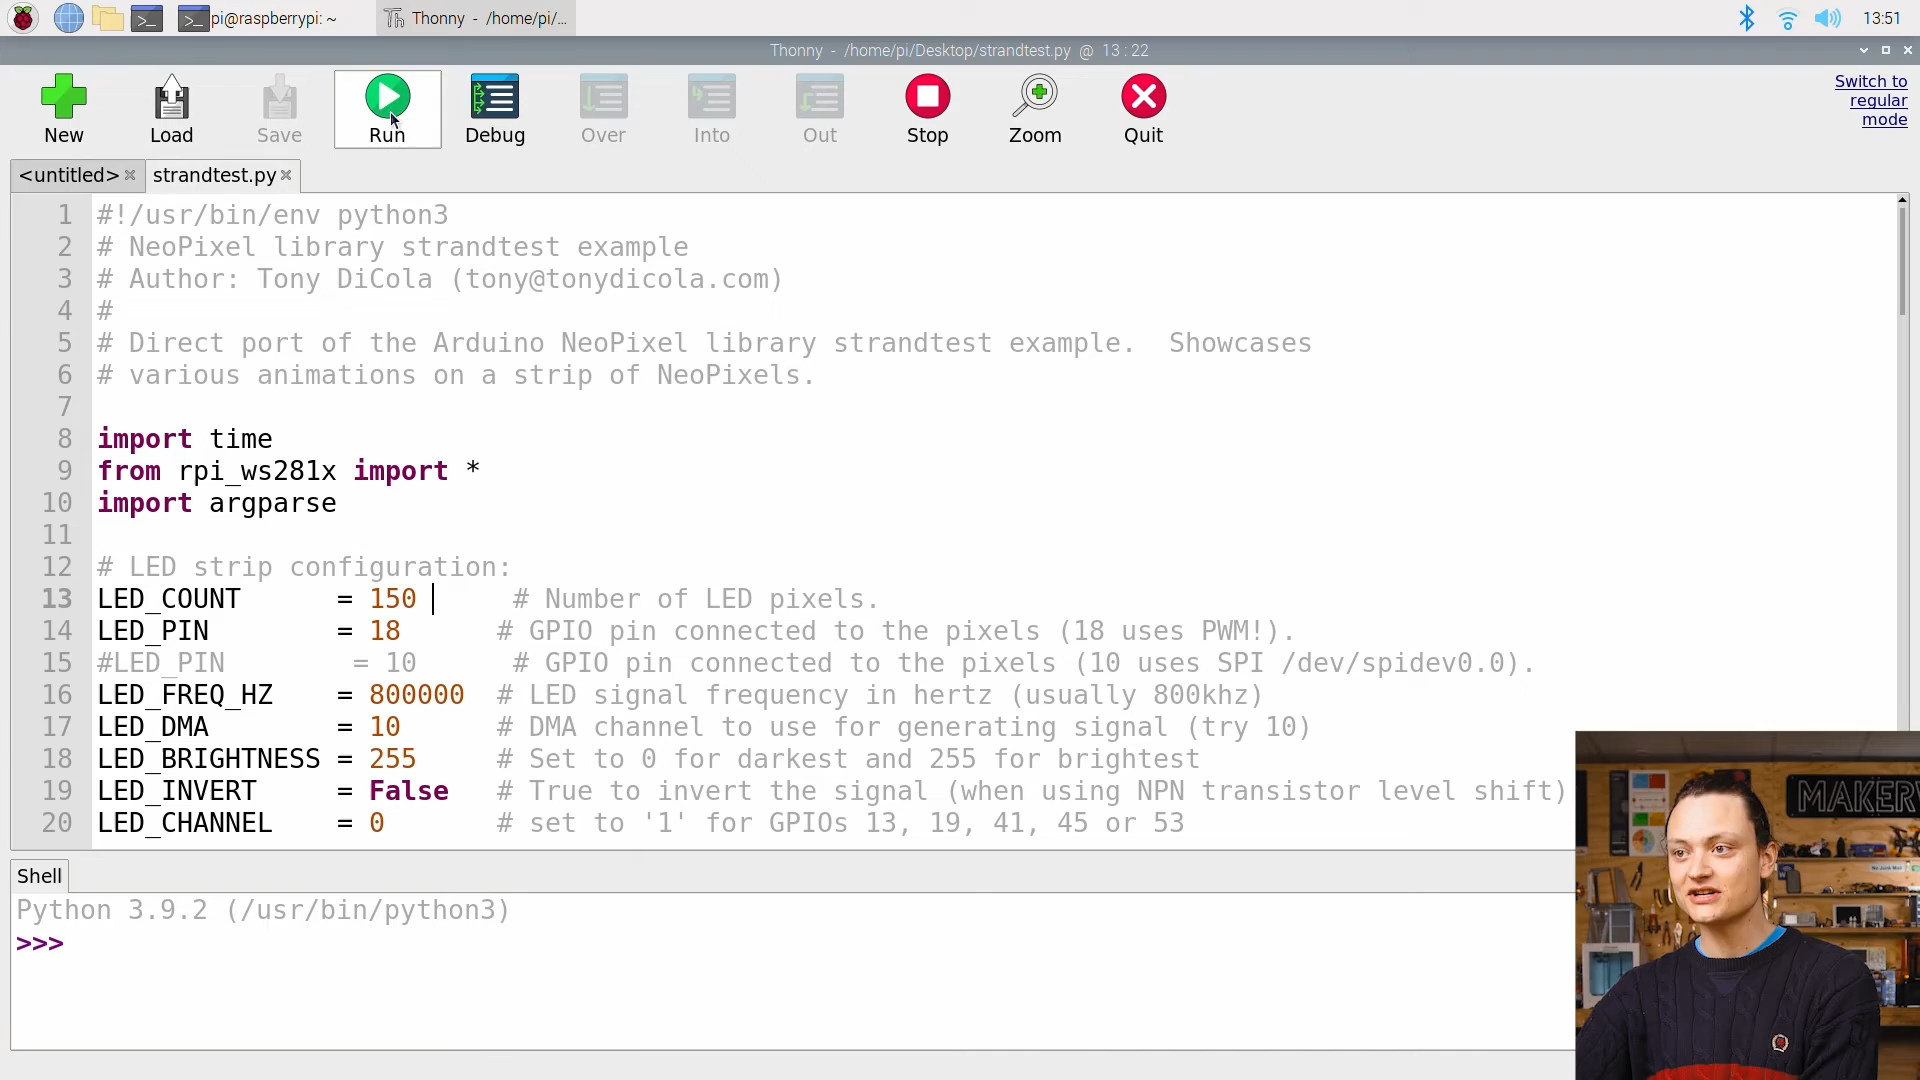 pi@raspberrypi: ~
Thonny - /home/pi/...
13:51
Thonny - /home/pi/Desktop/strandtest.py @ 13:22
New
Load
Save
Run
Debug
Over
Into
Out
Stop
Zoom
Quit
Switch to
regular
mode
<untitled>
strandtest.py
1 #!/usr/bin/env python3
2 # NeoPixel library strandtest example
3 # Author: Tony DiCola (tony@tonydicola.com)
4 #
5 # Direct port of the Arduino NeoPixel library strandtest example.  Showcases
6 # various animations on a strip of NeoPixels.
7
8 import time
9 from rpi_ws281x import *
10 import argparse
11
12 # LED strip configuration:
13 LED_COUNT      = 150      # Number of LED pixels.
14 LED_PIN        = 18      # GPIO pin connected to the pixels (18 uses PWM!).
15 #LED_PIN        = 10      # GPIO pin connected to the pixels (10 uses SPI /dev/spidev0.0).
16 LED_FREQ_HZ    = 800000  # LED signal frequency in hertz (usually 800khz)
17 LED_DMA        = 10      # DMA channel to use for generating signal (try 10)
18 LED_BRIGHTNESS = 255     # Set to 0 for darkest and 255 for brightest
19 LED_INVERT     = False   # True to invert the signal (when using NPN transistor level shift)
20 LED_CHANNEL    = 0       # set to '1' for GPIOs 13, 19, 41, 45 or 53
Shell
Python 3.9.2 (/usr/bin/python3)
>>>